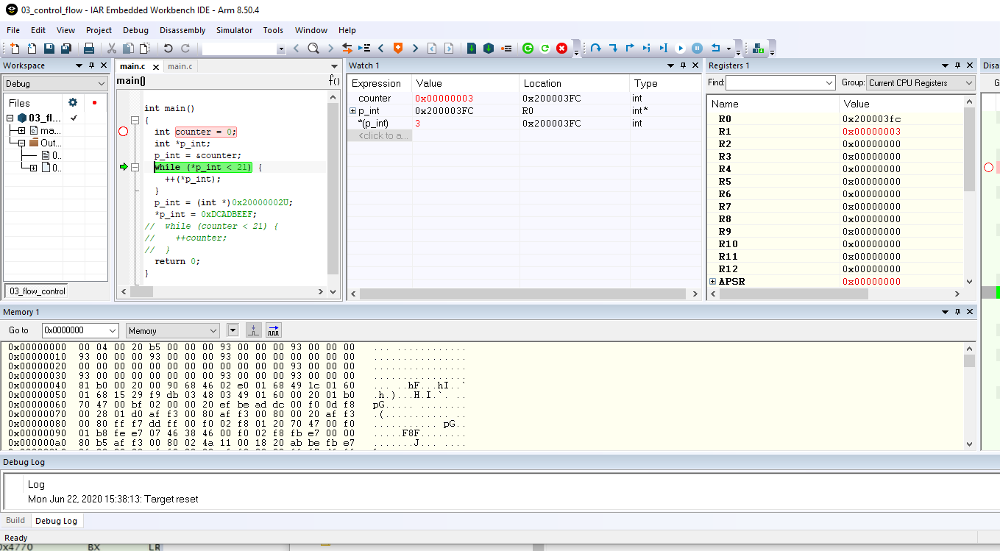 03_control_flow - IAR Embedded Workbench IDE - Arm 8.50.4
File Edit View Project Debug Disassembly Simulator Tools Window Help
Workspace
Debug
Files
03_fl...
ma...
Out...
0..
0..
03_flow_control
main.c main.c
main() f()
int main()
{
int counter = 0;
int *p_int;
p_int = &counter;
while (*p_int < 21) {
++(*p_int);
}
p_int = (int *)0x20000002U;
*p_int = 0xDCADBEEF;
// while (counter < 21) {
// ++counter;
// }
return 0;
}
Watch 1
Expression Value Location Type
counter 0x00000003 0x200003FC int
p_int 0x200003FC R0 int *
*(p_int) 3 0x200003FC int
<click to a...
Registers 1
Find: Group: Current CPU Registers
Name Value
R0 0x200003fc
R1 0x00000003
R2 0x00000000
R3 0x00000000
R4 0x00000000
R5 0x00000000
R6 0x00000000
R7 0x00000000
R8 0x00000000
R9 0x00000000
R10 0x00000000
R11 0x00000000
R12 0x00000000
APSR 0x00000000
Disa
G
Memory 1
Go to 0x0000000 Memory
0x00000000 00 04 00 20 b5 00 00 00 93 00 00 00 93 00 00 00 ... ............
0x00000010 93 00 00 00 93 00 00 00 93 00 00 00 00 00 00 00 ................
0x00000020 00 00 00 00 00 00 00 00 00 00 00 00 93 00 00 00 ................
0x00000030 93 00 00 00 00 00 00 00 93 00 00 00 93 00 00 00 ................
0x00000040 81 b0 00 20 00 90 68 46 02 e0 01 68 49 1c 01 60 ... ..hF...hI..`
0x00000050 01 68 15 29 f9 db 03 48 03 49 01 60 00 20 01 b0 .h.)...H.I.`. ..
0x00000060 70 47 00 bf 02 00 00 20 ef be ad dc 00 f0 0d f8 pG..... ........
0x00000070 00 28 01 d0 af f3 00 80 af f3 00 80 00 20 af f3 .(........... ..
0x00000080 00 80 ff f7 dd ff 00 f0 02 f8 01 20 70 47 00 f0 ........... pG..
0x00000090 01 b8 fe e7 07 46 38 46 00 f0 02 f8 fb e7 00 00 .....F8F........
0x000000a0 80 b5 af f3 00 80 02 4a 11 00 18 20 ab be fb e7 .......J... ....
Debug Log
Log
Mon Jun 22, 2020 15:38:13: Target reset
Build Debug Log
Ready
0x4770 BX LR